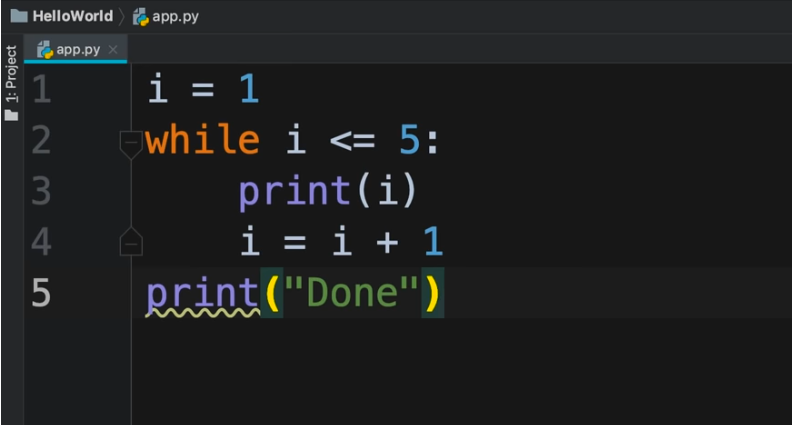 HelloWorld app.py
app.py
1: Project
1 i = 1
2 while i <= 5:
3     print(i)
4     i = i + 1
5 print("Done")